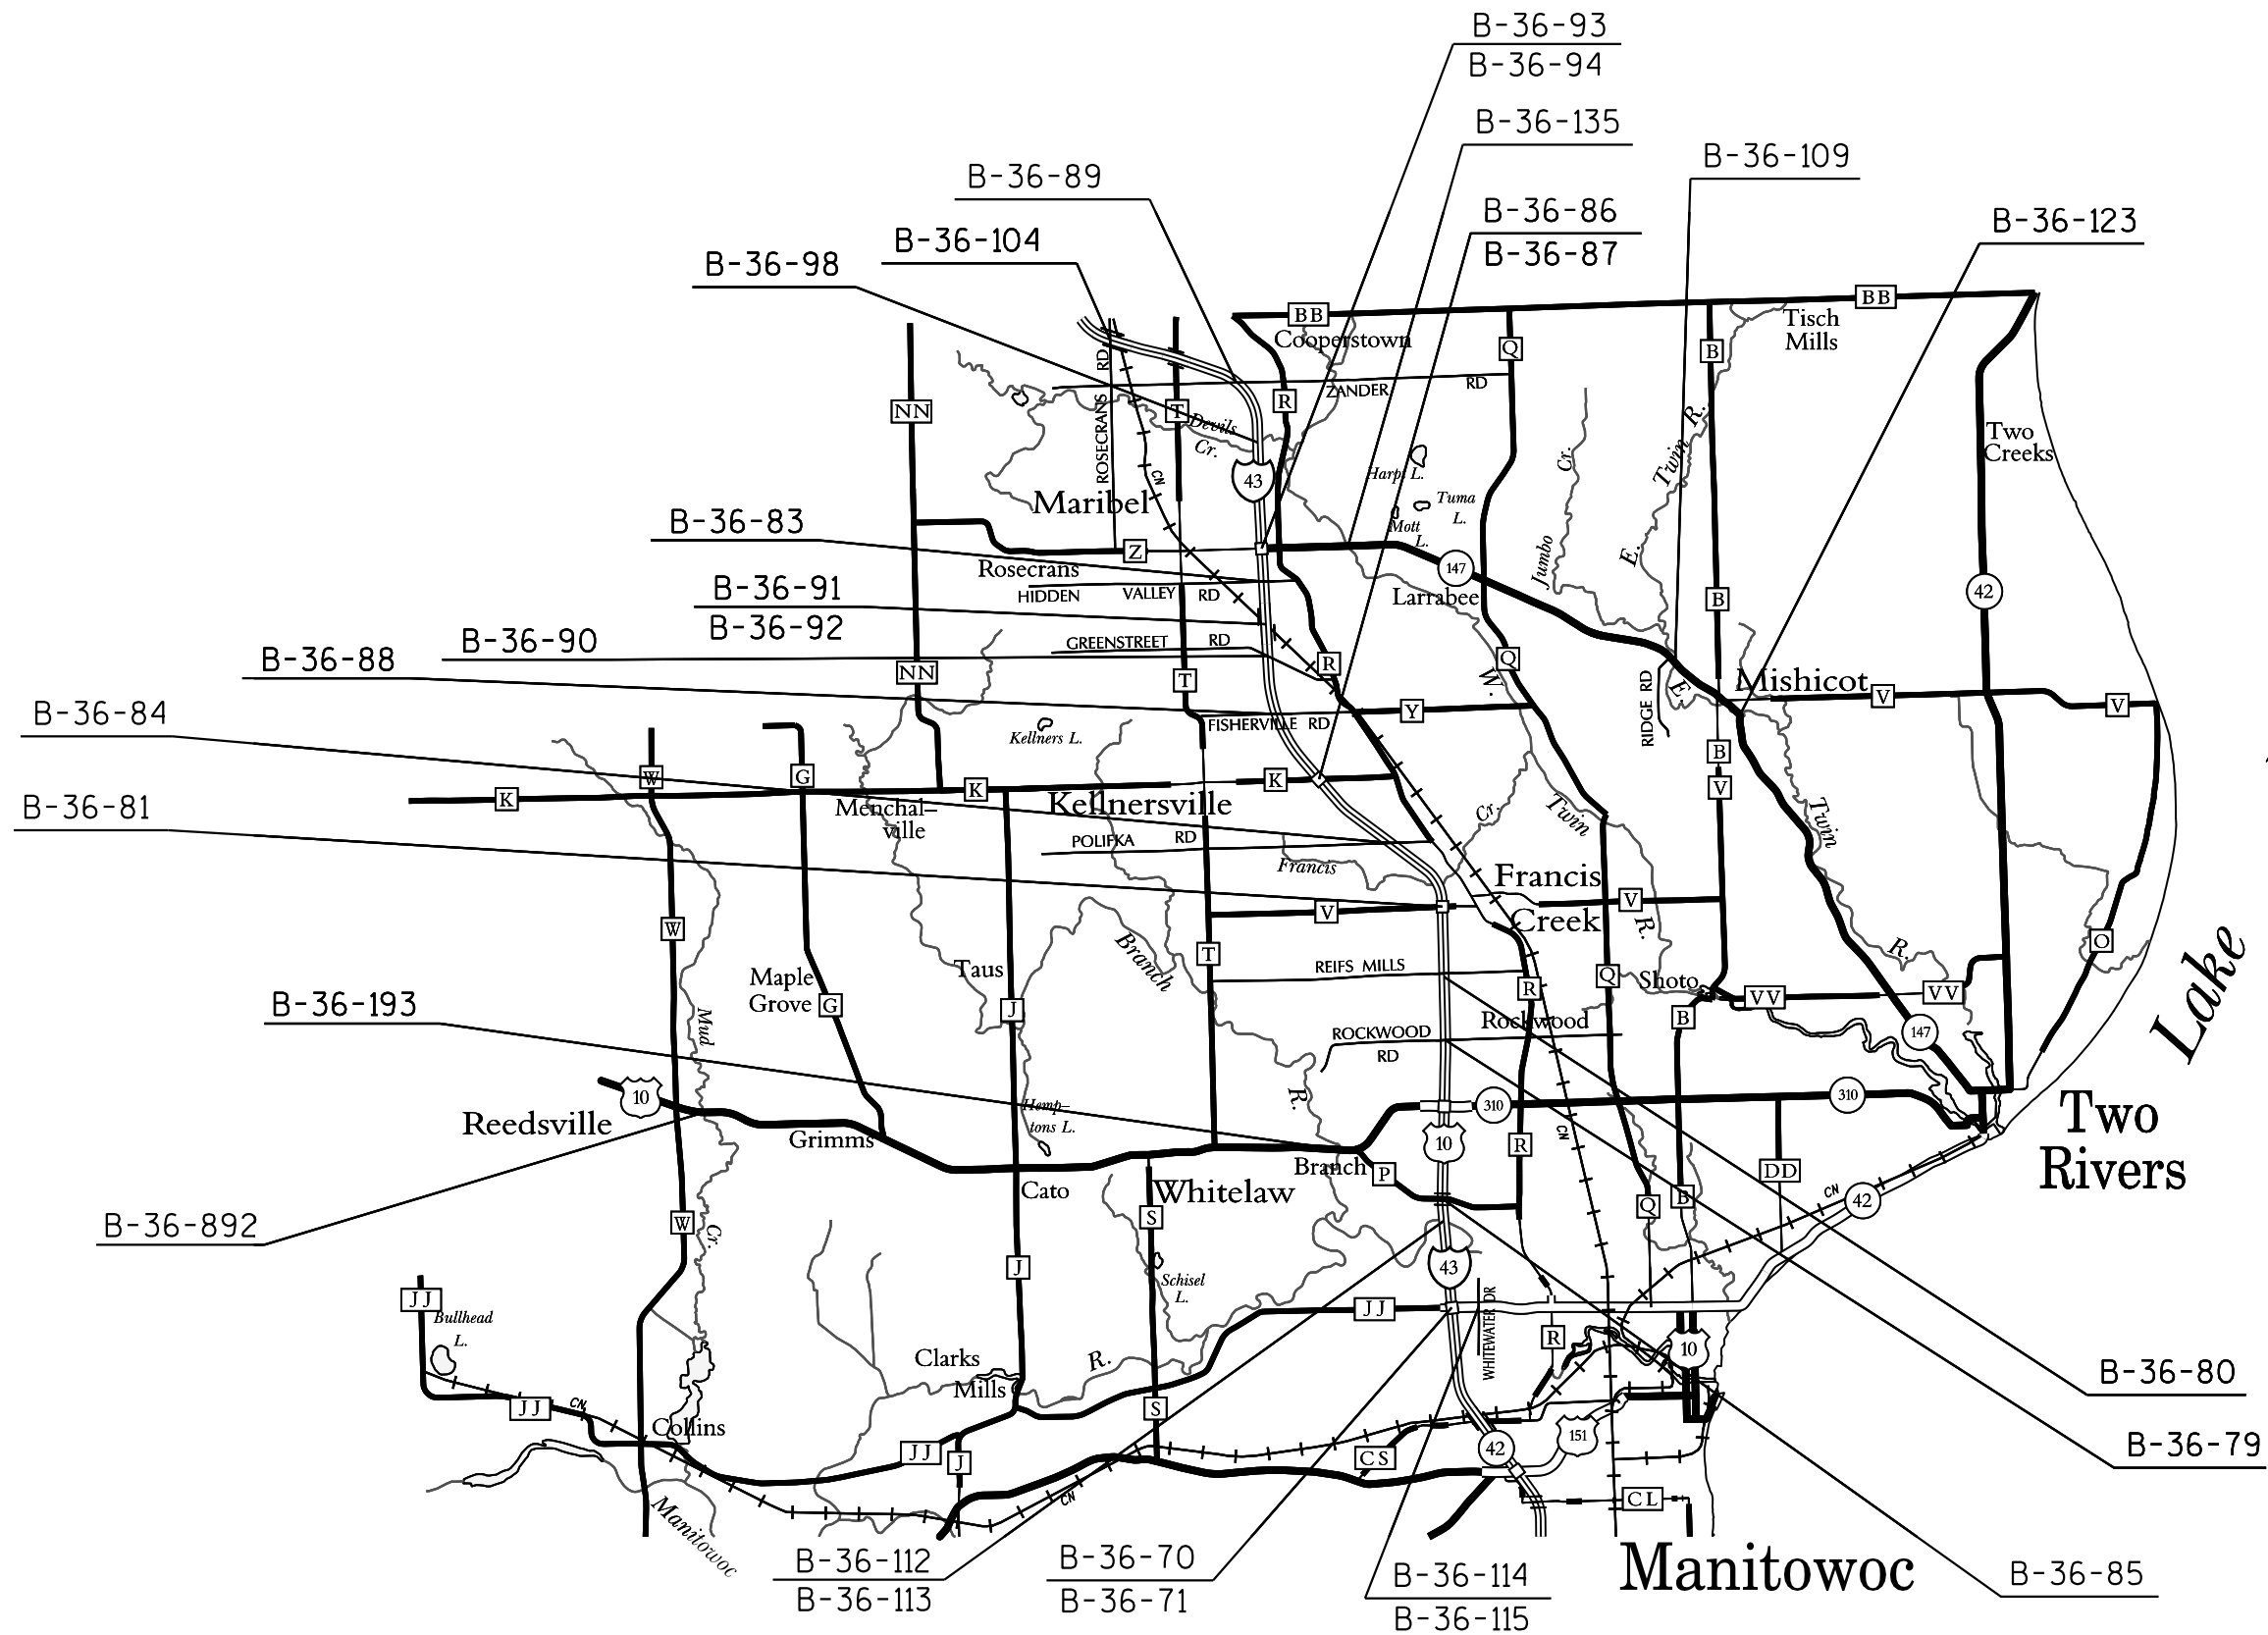 B-36-93
B-36-94
B-36-135
B-36-109
B-36-89
B-36-86
B-36-87
B-36-123
B-36-104
B-36-98
BB
BB
Tisch
Mills
Cooperstown
Q
B
RD
ZANDER
RD
R
NN
T
ROSECRANS
Devils
Cr.
E. Twin R.
Two
Creeks
43
Cr.
Harpt L.
Tuma
L.
Maribel
CN
Mott
L.
B-36-83
Z
Jumbo
147
Rosecrans
HIDDEN
VALLEY
RD
Larrabee
42
B
B-36-91
B-36-92
B-36-90
GREENSTREET
RD
B-36-88
NN
T
R
Q
W.
E.
Mishicot
V
V
RIDGE RD
B-36-84
Y
FISHERVILLE
RD
Kellners L.
B
W
G
K
K
K
V
B-36-81
Menchal–
ville
Kellnersville
Cr.
Twin
Twin
POLIFKA
RD
Francis
Francis
Creek
V
V
R.
W
T
O
Branch
REIFS MILLS
Taus
Maple
Grove
G
J
R
Q
Shoto
VV
VV
R.
Lake
B-36-193
Mud
ROCKWOOD
RD
Rockwood
B
147
10
R.
310
310
Reedsville
Grimms
Hemp–
tons L.
10
R
CN
Two
Rivers
Branch
P
DD
Cato
Whitelaw
S
Q
B
CN
42
B-36-892
W
Cr.
J
43
Schisel
L.
JJ
Bullhead
L.
JJ
WHITEWATER DR
R
10
Clarks
Mills
R.
B-36-80
JJ
CN
Collins
S
JJ
J
CS
42
151
B-36-79
CN
CL
Manitowoc
B-36-112
B-36-113
B-36-70
B-36-71
B-36-114
B-36-115
Manitowoc
B-36-85